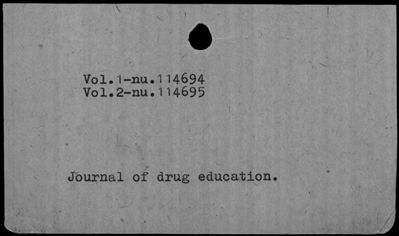 Vol.1-nu.114694
Vol.2-nu.114695
Journal of drug education.